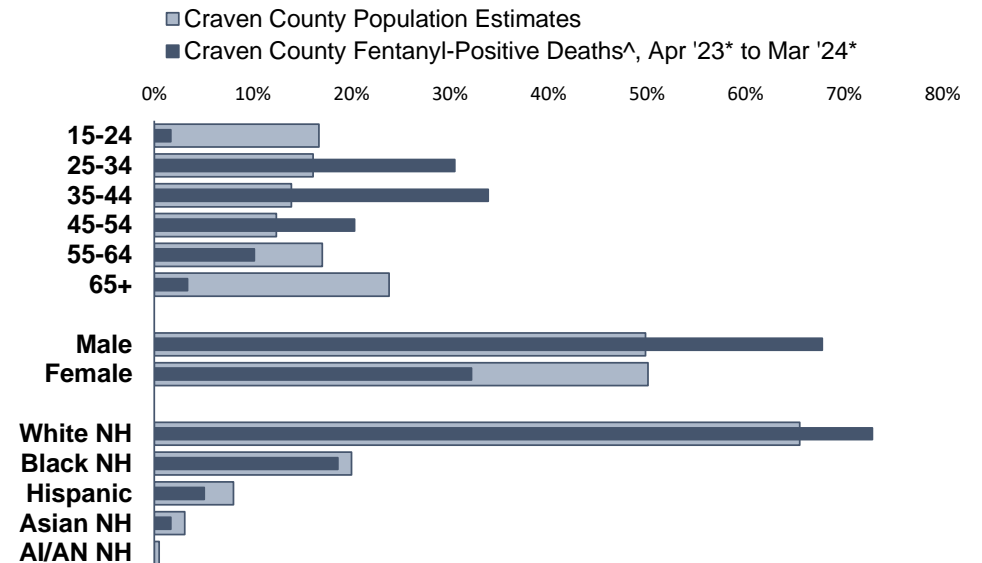 Craven County Population Estimates
Craven County Fentanyl-Positive Deaths^, Apr '23* to Mar '24*
0% 10% 20% 30% 40% 50% 60% 70% 80%
15-24
25-34
35-44
45-54
55-64
65+
Male
Female
White NH
Black NH
Hispanic
Asian NH
AI/AN NH